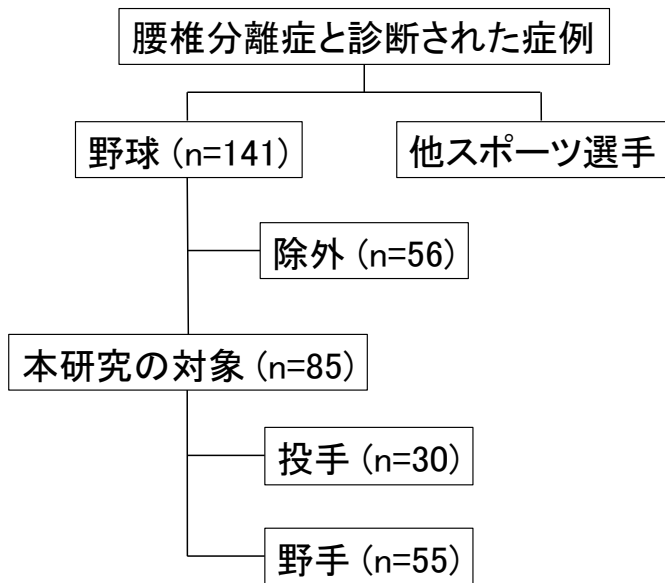 腰椎分離症と診断された症例
野球 (n=141)
他スポーツ選手
除外 (n=56)
本研究の対象 (n=85)
投手 (n=30)
野手 (n=55)